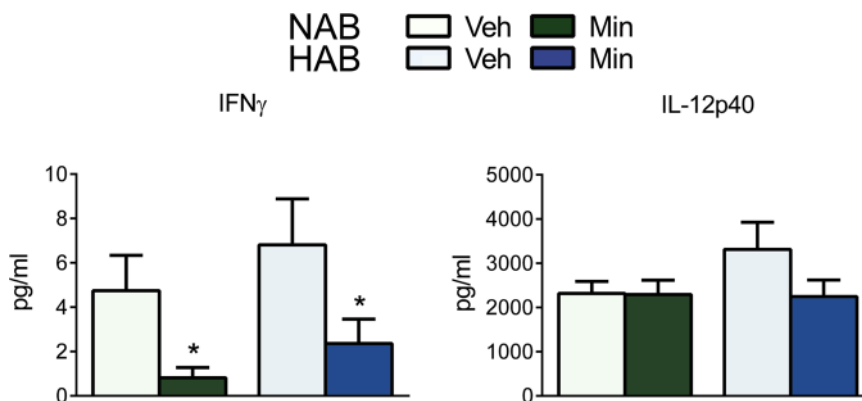 NAB Veh Min
HAB Veh Min
IFNγ
IL-12p40
pg/ml
10
8
6
4
2
0
*
*
pg/ml
5000
4000
3000
2000
1000
0